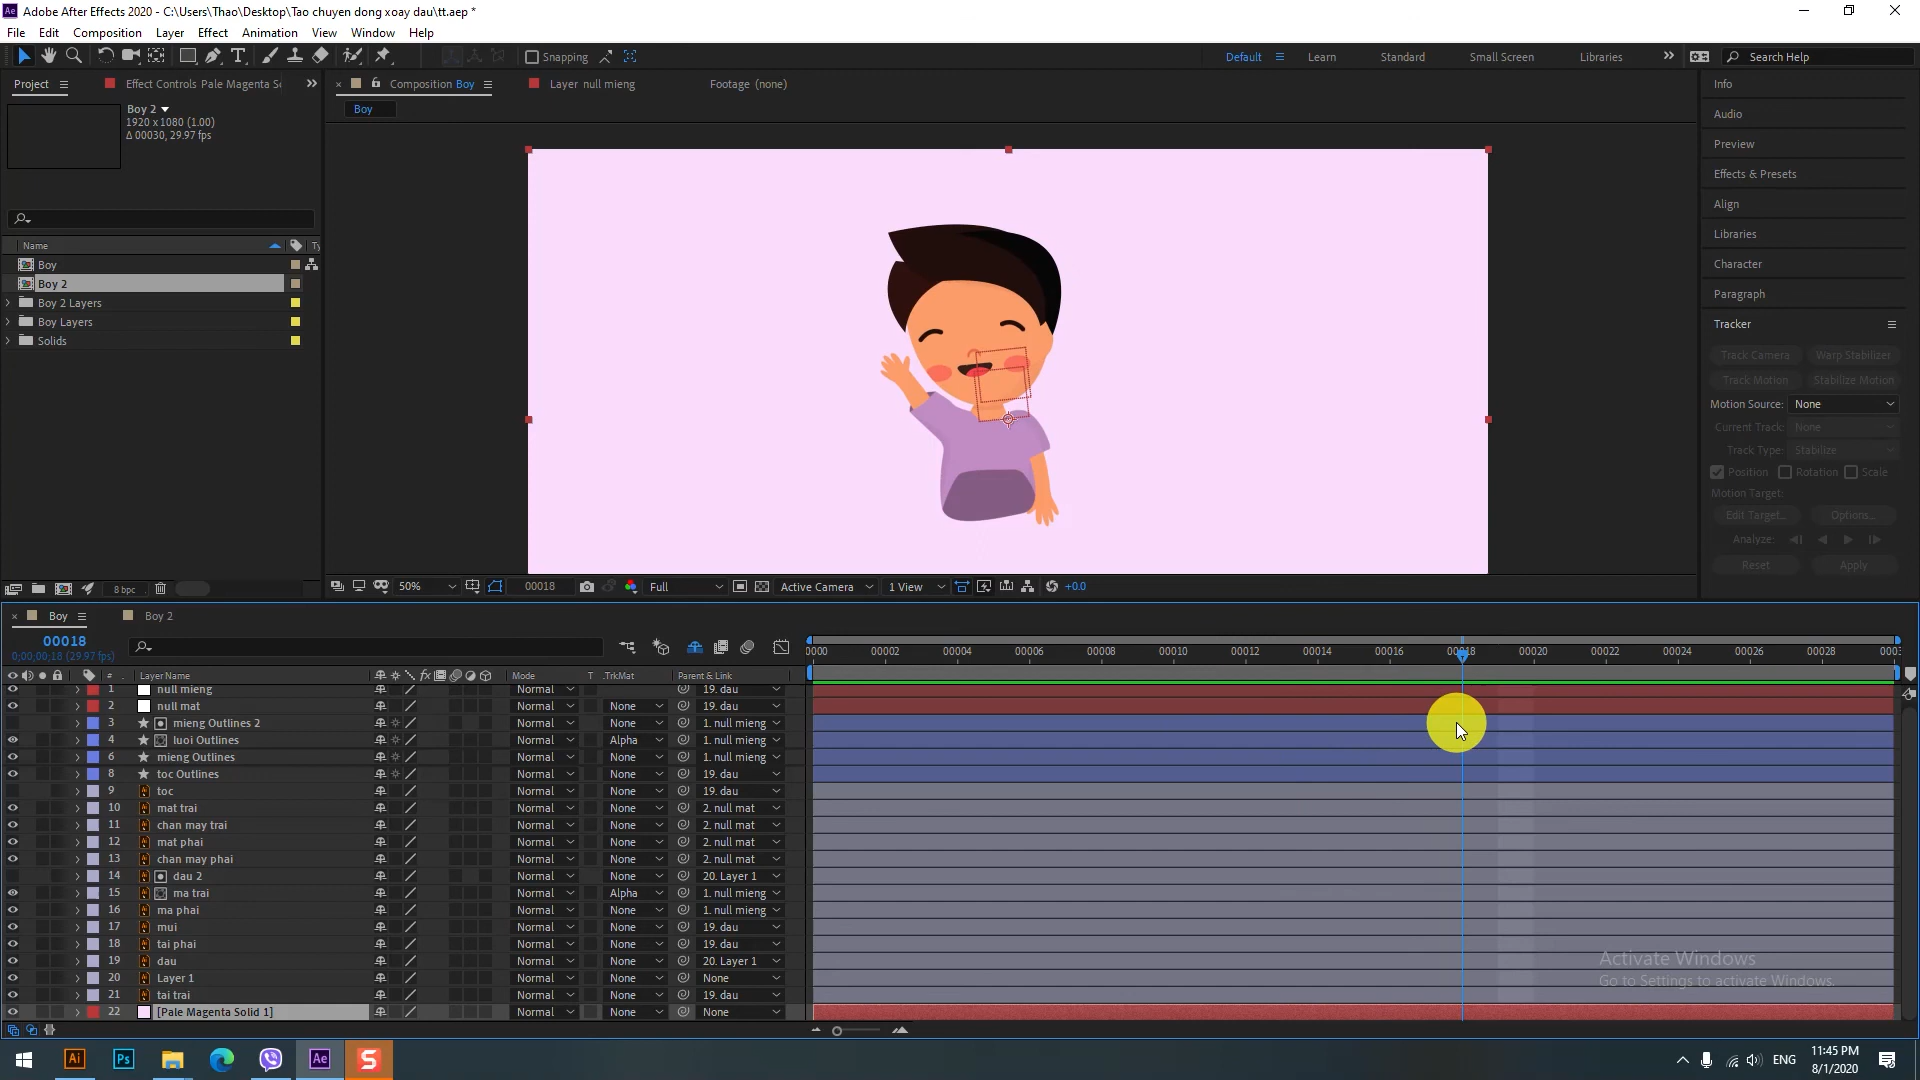 Adobe After Effects 2020 - C:\Users\Thao\Desktop\Tao chuyen dong xoay dau\tt.aep *
File Edit Composition Layer Effect Animation View Window Help
Snapping
Default Learn Standard Small Screen Libraries
Search Help
Project Effect Controls Pale Magenta S
Composition Boy Layer null mieng Footage (none)
Boy
Boy 2
1920 x 1080 (1.00)
Δ 00030, 29.97 fps
Name Ty
Boy
Boy 2
Boy 2 Layers
Boy Layers
Solids
8 bpc
50% 00018 Full Active Camera 1 View +0.0
Info
Audio
Preview
Effects & Presets
Align
Libraries
Character
Paragraph
Tracker
Track Camera Warp Stabilizer
Track Motion Stabilize Motion
Motion Source: None
Current Track: None
Track Type: Stabilize
Position Rotation Scale
Motion Target:
Edit Target... Options...
Analyze:
Reset Apply
Boy Boy 2
00018
0;00;00;18 (29.97 fps)
0000 00002 00004 00006 00008 00010 00012 00014 00016 00018 00020 00022 00024 00026 00028 0003
# Layer Name fx Mode T .TrkMat Parent & Link
1 null mieng Normal 19. dau
2 null mat Normal None 19. dau
3 mieng Outlines 2 Normal None 1. null mieng
4 luoi Outlines Normal Alpha 1. null mieng
6 mieng Outlines Normal None 1. null mieng
8 toc Outlines Normal None 19. dau
9 toc Normal None 19. dau
10 mat trai Normal None 2. null mat
11 chan may trai Normal None 2. null mat
12 mat phai Normal None 2. null mat
13 chan may phai Normal None 2. null mat
14 dau 2 Normal None 20. Layer 1
15 ma trai Normal Alpha 1. null mieng
16 ma phai Normal None 1. null mieng
17 mui Normal None 19. dau
18 tai phai Normal None 19. dau
19 dau Normal None 20. Layer 1
20 Layer 1 Normal None None
21 tai trai Normal None 19. dau
22 [Pale Magenta Solid 1] Normal None None
Activate Windows
Go to Settings to activate Windows.
Ai Ps Ae S
ENG
11:45 PM
8/1/2020